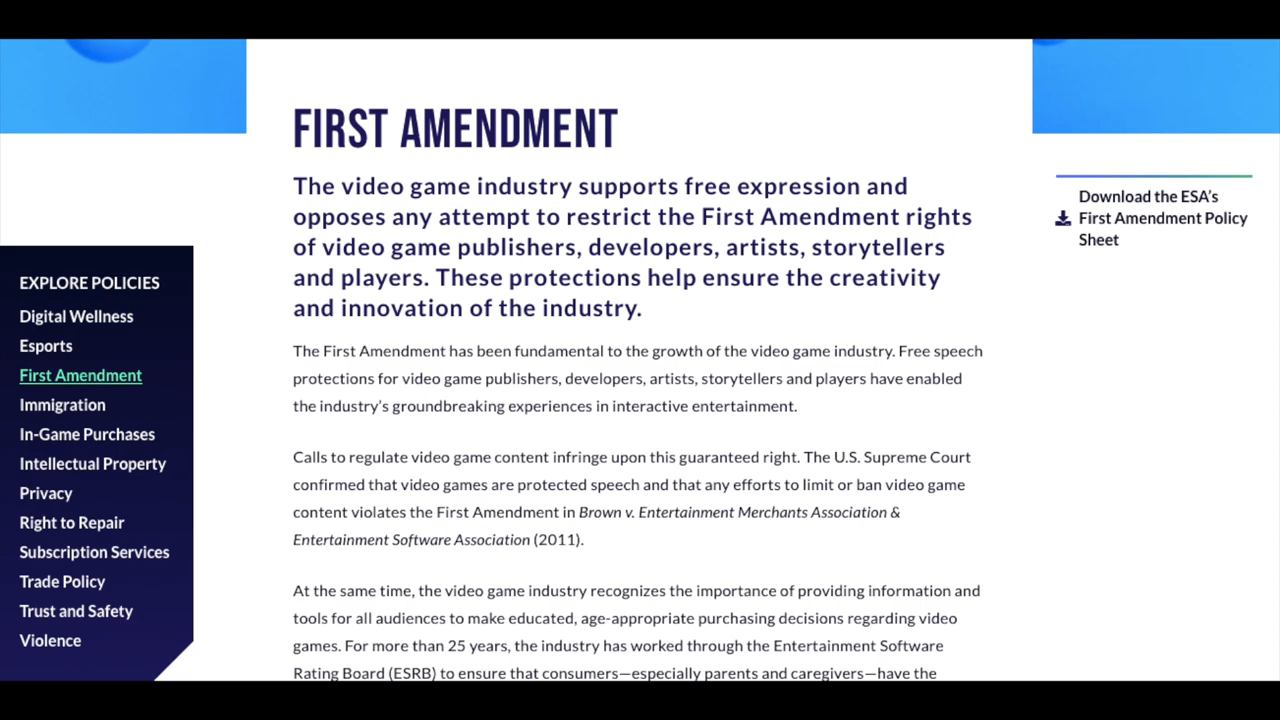 FIRST AMENDMENT
The video game industry supports free expression and
opposes any attempt to restrict the First Amendment rights
of video game publishers, developers, artists, storytellers
and players. These protections help ensure the creativity
and innovation of the industry.
The First Amendment has been fundamental to the growth of the video game industry. Free speech
protections for video game publishers, developers, artists, storytellers and players have enabled
the industry’s groundbreaking experiences in interactive entertainment.
Calls to regulate video game content infringe upon this guaranteed right. The U.S. Supreme Court
confirmed that video games are protected speech and that any efforts to limit or ban video game
content violates the First Amendment in Brown v. Entertainment Merchants Association &
Entertainment Software Association (2011).
At the same time, the video game industry recognizes the importance of providing information and
tools for all audiences to make educated, age-appropriate purchasing decisions regarding video
games. For more than 25 years, the industry has worked through the Entertainment Software
Rating Board (ESRB) to ensure that consumers—especially parents and caregivers—have the
EXPLORE POLICIES
Digital Wellness
Esports
First Amendment
Immigration
In-Game Purchases
Intellectual Property
Privacy
Right to Repair
Subscription Services
Trade Policy
Trust and Safety
Violence
Download the ESA’s
First Amendment Policy
Sheet